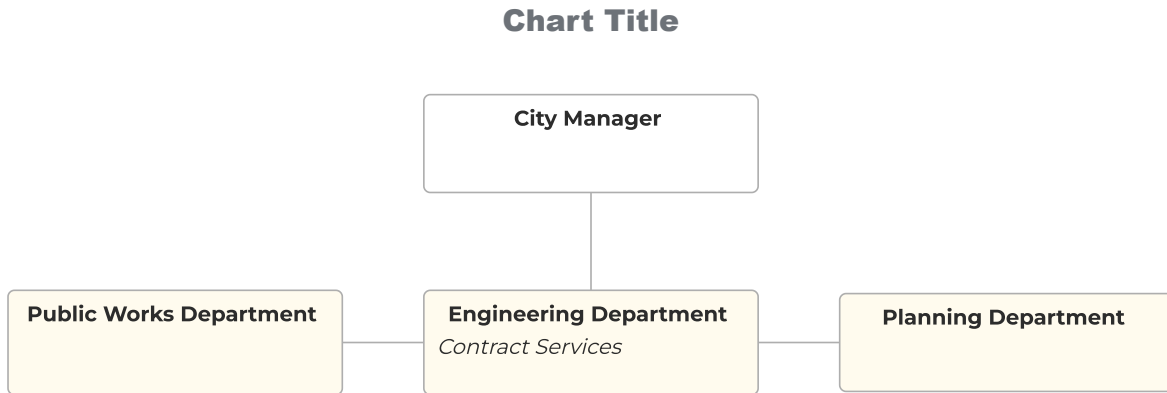 Chart Title
City Manager
Public Works Department
Engineering Department
Contract Services
Planning Department